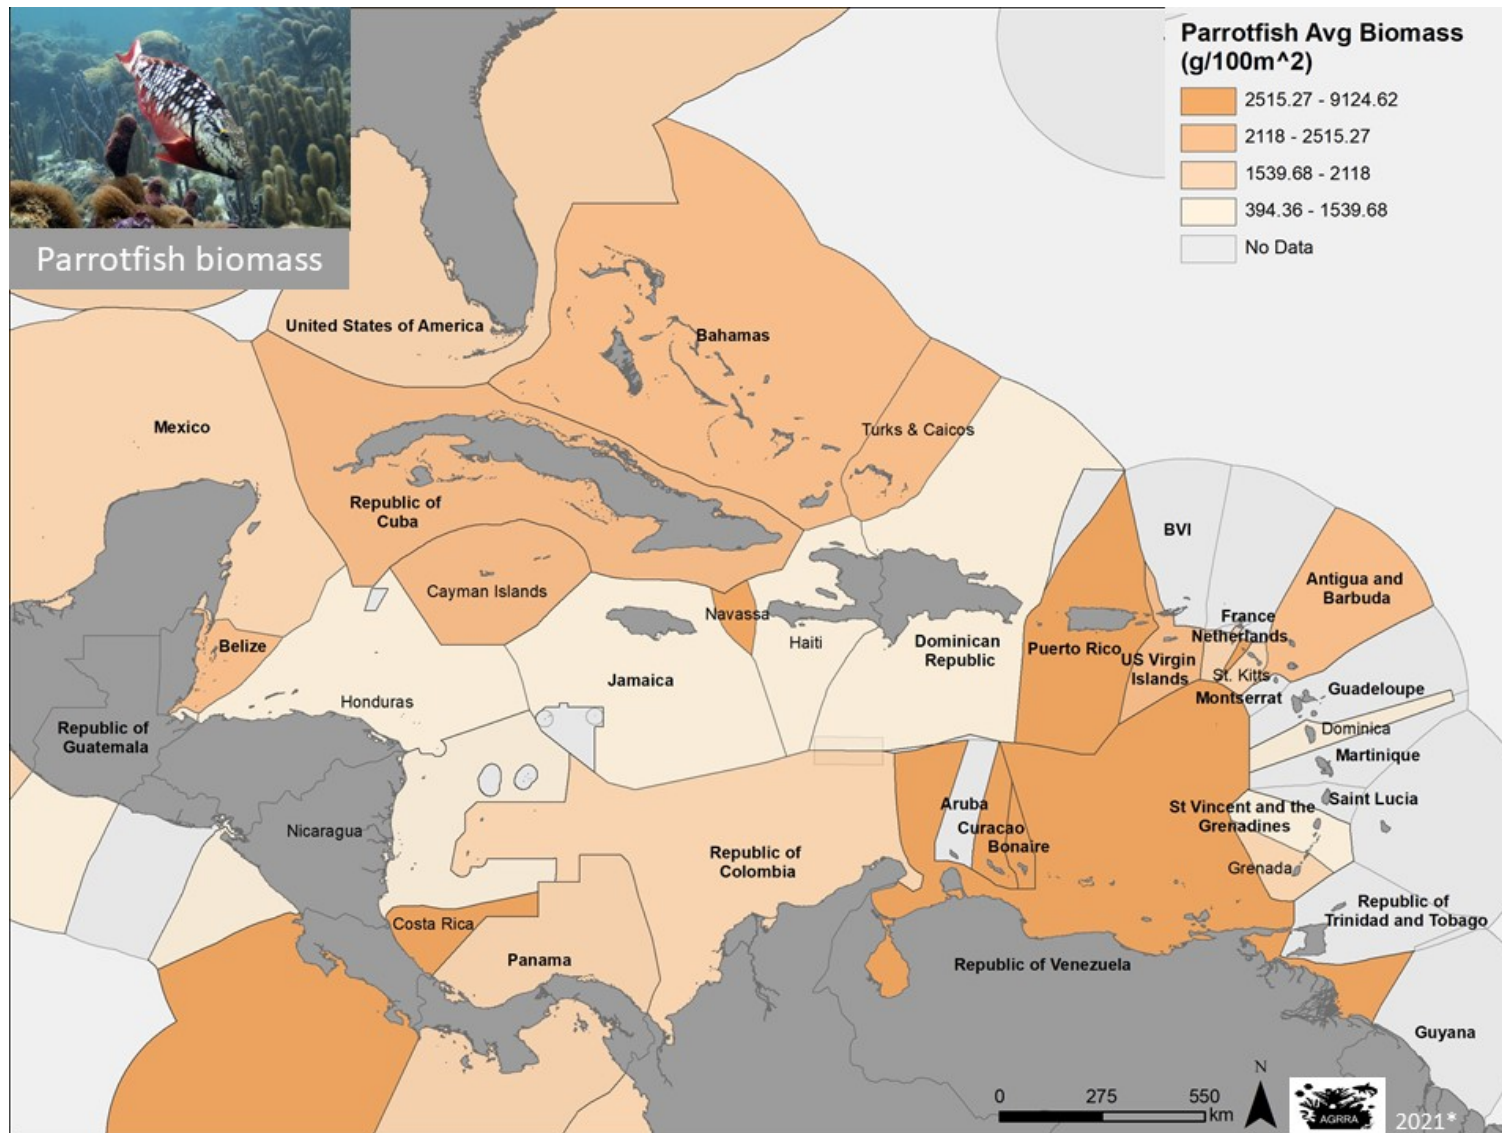 Parrotfish biomass
Parrotfish Avg Biomass
(g/100m^2)
2515.27 - 9124.62
2118 - 2515.27
1539.68 - 2118
394.36 - 1539.68
No Data
United States of America
Bahamas
Mexico
Turks & Caicos
Republic of
Cuba
BVI
Cayman Islands
Antigua and
Barbuda
Navassa
France
Netherlands
Belize
Haiti
Dominican
Republic
Puerto Rico
US Virgin
Islands
St. Kitts
Jamaica
Montserrat
Guadeloupe
Honduras
Republic of
Guatemala
Dominica
Martinique
Aruba
Saint Lucia
Curacao
Bonaire
St Vincent and the
Grenadines
Nicaragua
Republic of
Colombia
Grenada
Costa Rica
Republic of
Trinidad and Tobago
Panama
Republic of Venezuela
Guyana
N
0 275 550
km
AGRRA
2021*